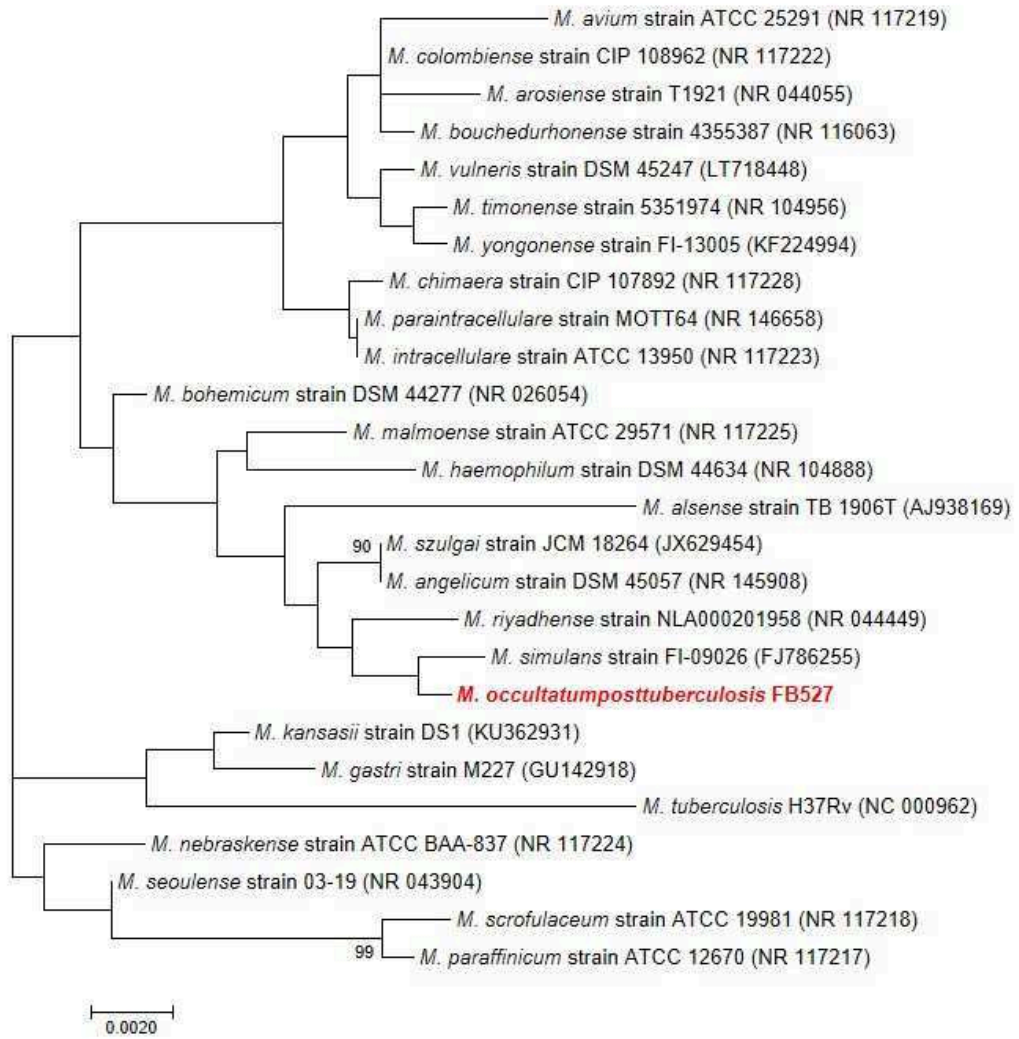 M. avium strain ATCC 25291 (NR 117219)
M. colombiense strain CIP 108962 (NR 117222)
M. arosiense strain T1921 (NR 044055)
M. bouchedurhonense strain 4355387 (NR 116063)
M. vulneris strain DSM 45247 (LT718448)
M. timonense strain 5351974 (NR 104956)
M. yongonense strain FI-13005 (KF224994)
M. chimaera strain CIP 107892 (NR 117228)
M. paraintracellulare strain MOTT64 (NR 146658)
M. intracellulare strain ATCC 13950 (NR 117223)
M. bohemicum strain DSM 44277 (NR 026054)
M. malmoense strain ATCC 29571 (NR 117225)
M. haemophilum strain DSM 44634 (NR 104888)
M. alsense strain TB 1906T (AJ938169)
90 M. szulgai strain JCM 18264 (JX629454)
M. angelicum strain DSM 45057 (NR 145908)
M. riyadhense strain NLA000201958 (NR 044449)
M. simulans strain FI-09026 (FJ786255)
M. occultatumposttuberculosis FB527
M. kansasii strain DS1 (KU362931)
M. gastri strain M227 (GU142918)
M. tuberculosis H37Rv (NC 000962)
M. nebraskense strain ATCC BAA-837 (NR 117224)
M. seoulense strain 03-19 (NR 043904)
M. scrofulaceum strain ATCC 19981 (NR 117218)
99 M. paraffinicum strain ATCC 12670 (NR 117217)
0.0020